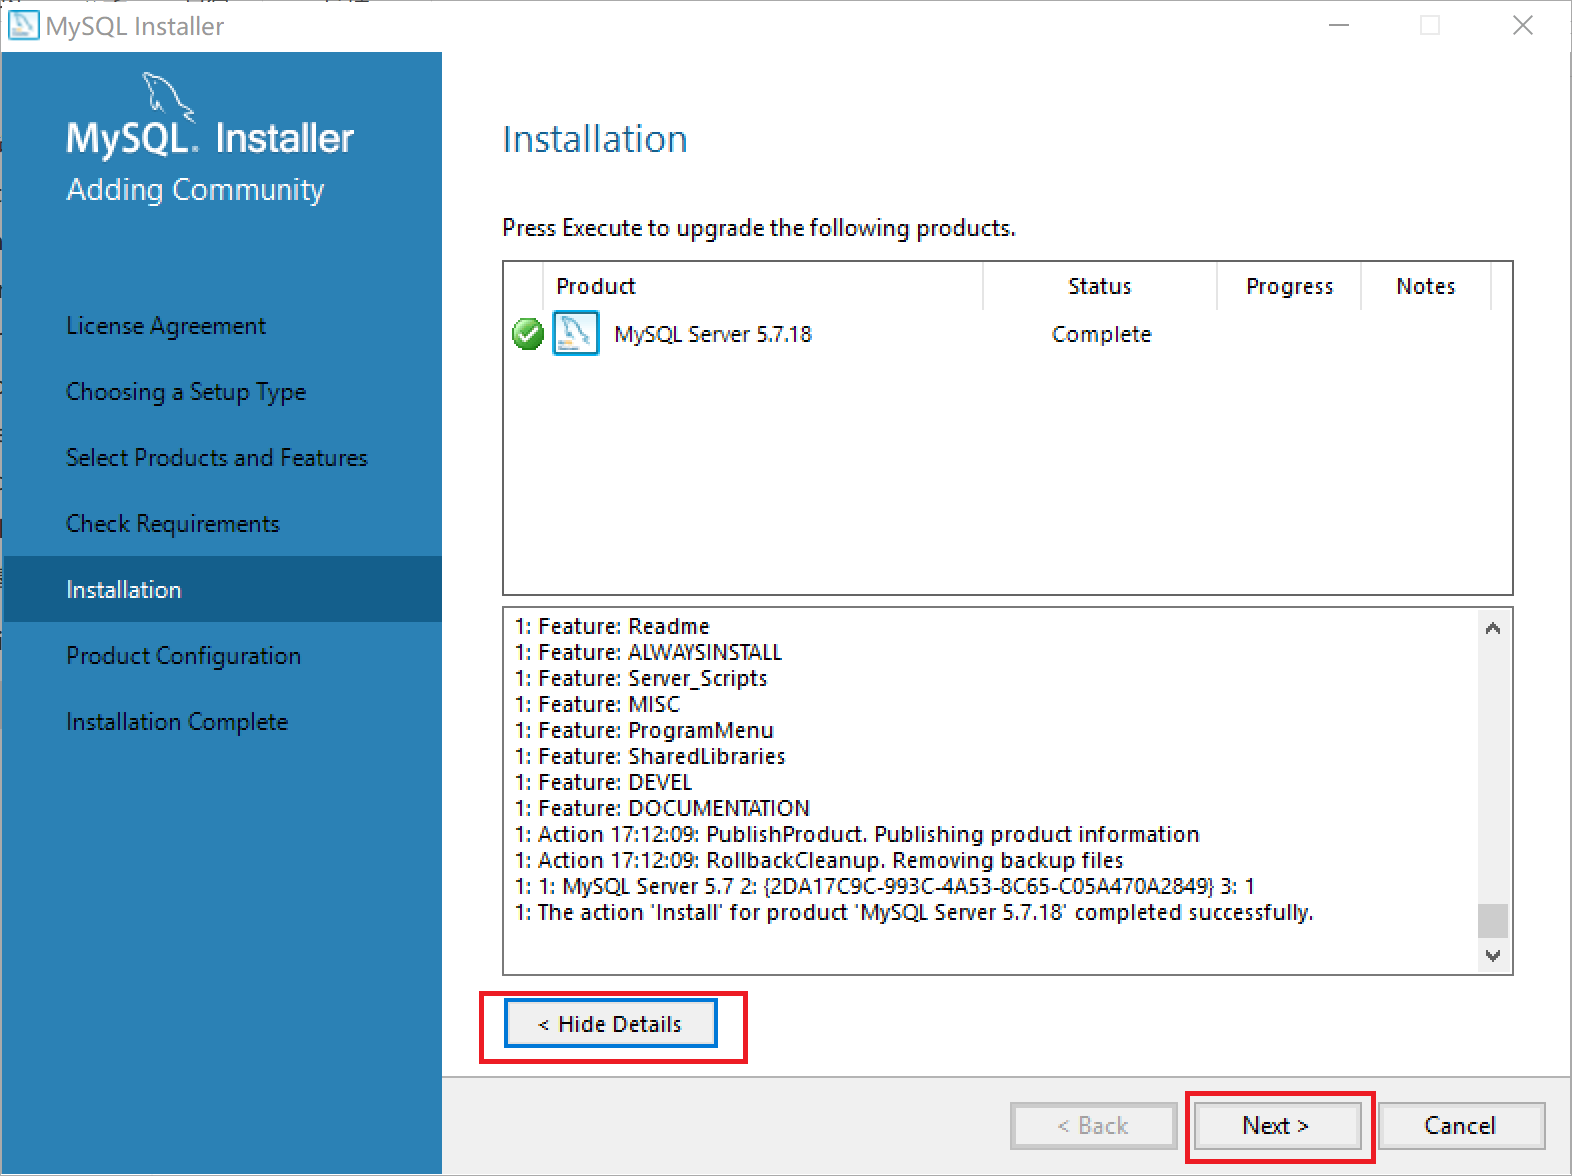 MySQL Installer
MySQL. Installer
Adding Community
License Agreement
Choosing a Setup Type
Select Products and Features
Check Requirements
Installation
Product Configuration
Installation Complete
Installation
Press Execute to upgrade the following products.
Product Status Progress Notes
MySQL Server 5.7.18 Complete
1: Feature: Readme
1: Feature: ALWAYSINSTALL
1: Feature: Server_Scripts
1: Feature: MISC
1: Feature: ProgramMenu
1: Feature: SharedLibraries
1: Feature: DEVEL
1: Feature: DOCUMENTATION
1: Action 17:12:09: PublishProduct. Publishing product information
1: Action 17:12:09: RollbackCleanup. Removing backup files
1: 1: MySQL Server 5.7 2: {2DA17C9C-993C-4A53-8C65-C05A470A2849} 3: 1
1: The action 'Install' for product 'MySQL Server 5.7.18' completed successfully.
< Hide Details
< Back Next > Cancel